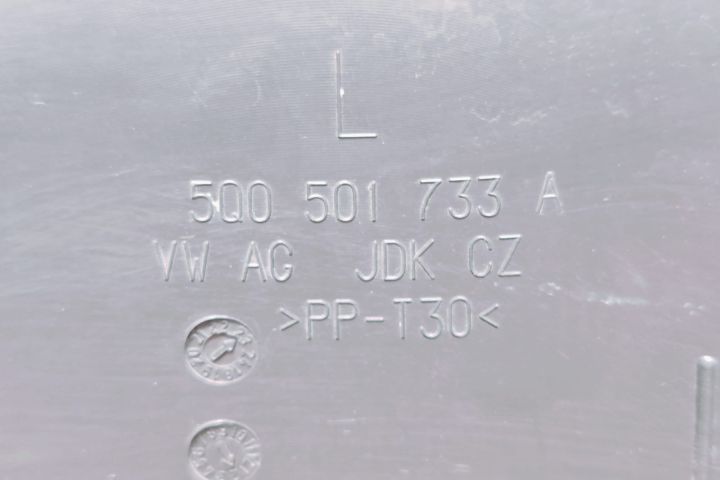 L
5Q0 501 733 A
VW AG JDK CZ
>PP-T30<